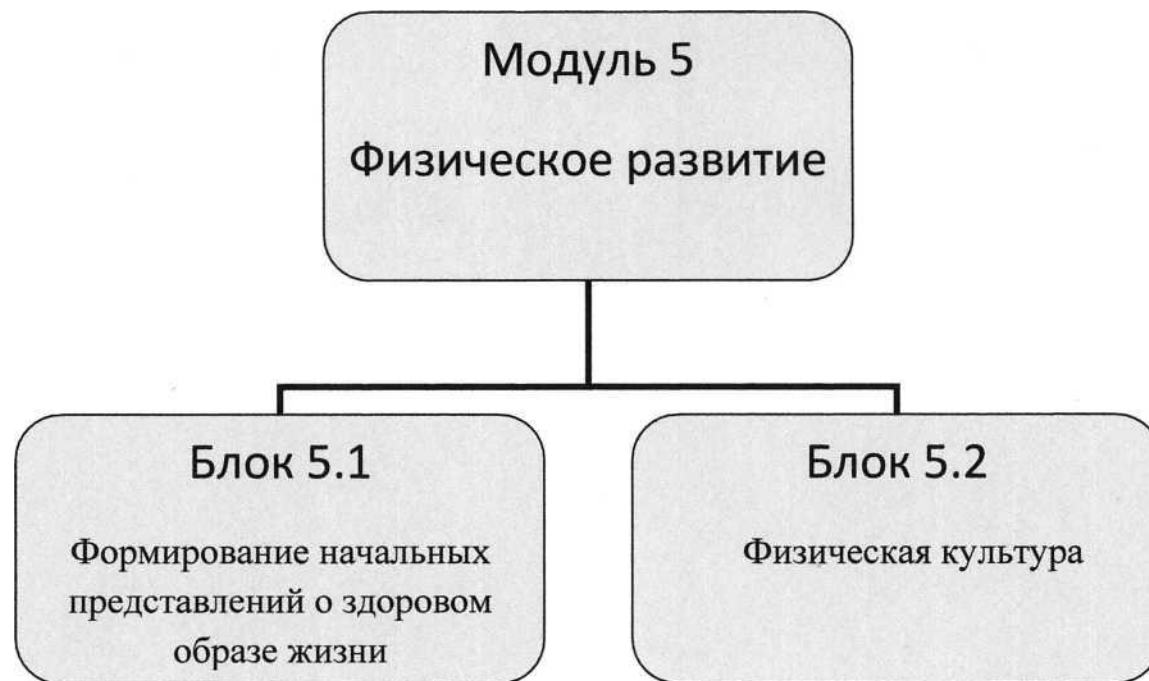 Модуль 5
Физическое развитие
Блок 5.1
Формирование начальных
представлений о здоровом
образе жизни
Блок 5.2
Физическая культура